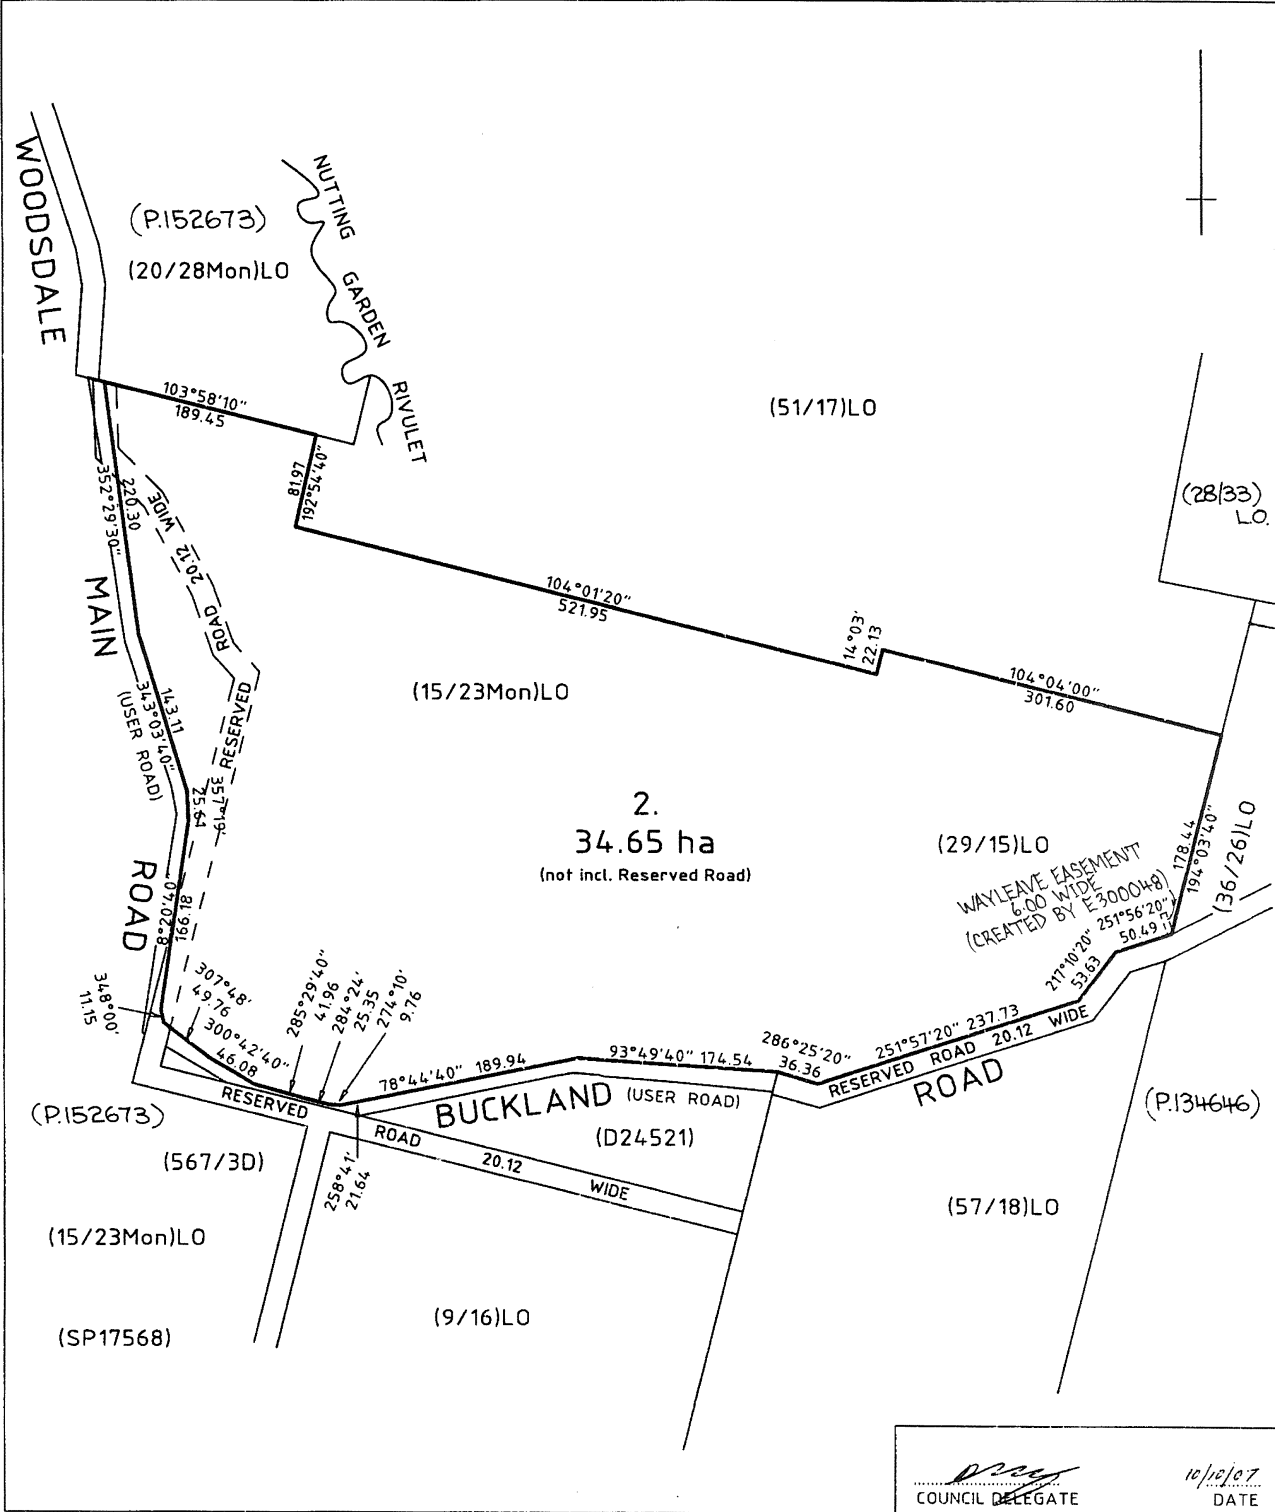 WOODSDALE
(P.152673)
(20/28Mon)LO
NUTTING GARDEN RIVULET
(51/17)LO
(28/33)
LO.
103°58'10"
189.45
81.97
192°54'40"
352°29'30"
220.30
ROAD 20.12 WIDE
RESERVED
104°01'20"
521.95
14°03'
22.13
104°04'00"
301.60
MAIN
(15/23Mon)LO
343°03'40"
143.11
(USER ROAD)
357°19'
25.61
2.
34.65 ha
(not incl. Reserved Road)
(29/15)LO
178.44
194°03'40"
(36/26)LO
WAYLEAVE EASEMENT
6.00 WIDE
(CREATED BY E300048)
ROAD
8°20'40"
166.18
251°56'20"
50.49
217°10'20"
53.63
348°00'
11.15
307°48'
49.76
300°42'40"
46.08
285°29'40"
41.96
284°24'
25.35
274°10'
9.76
78°44'40" 189.94
93°49'40" 174.54
286°25'20"
36.36
251°57'20" 237.73
RESERVED ROAD 20.12 WIDE
BUCKLAND (USER ROAD)
ROAD
RESERVED ROAD 20.12 WIDE
258°41'
21.64
(P.152673)
(567/3D)
(D24521)
(P.134646)
(15/23Mon)LO
(57/18)LO
(SP17568)
(9/16)LO
10/10/07
COUNCIL DELEGATE
DATE